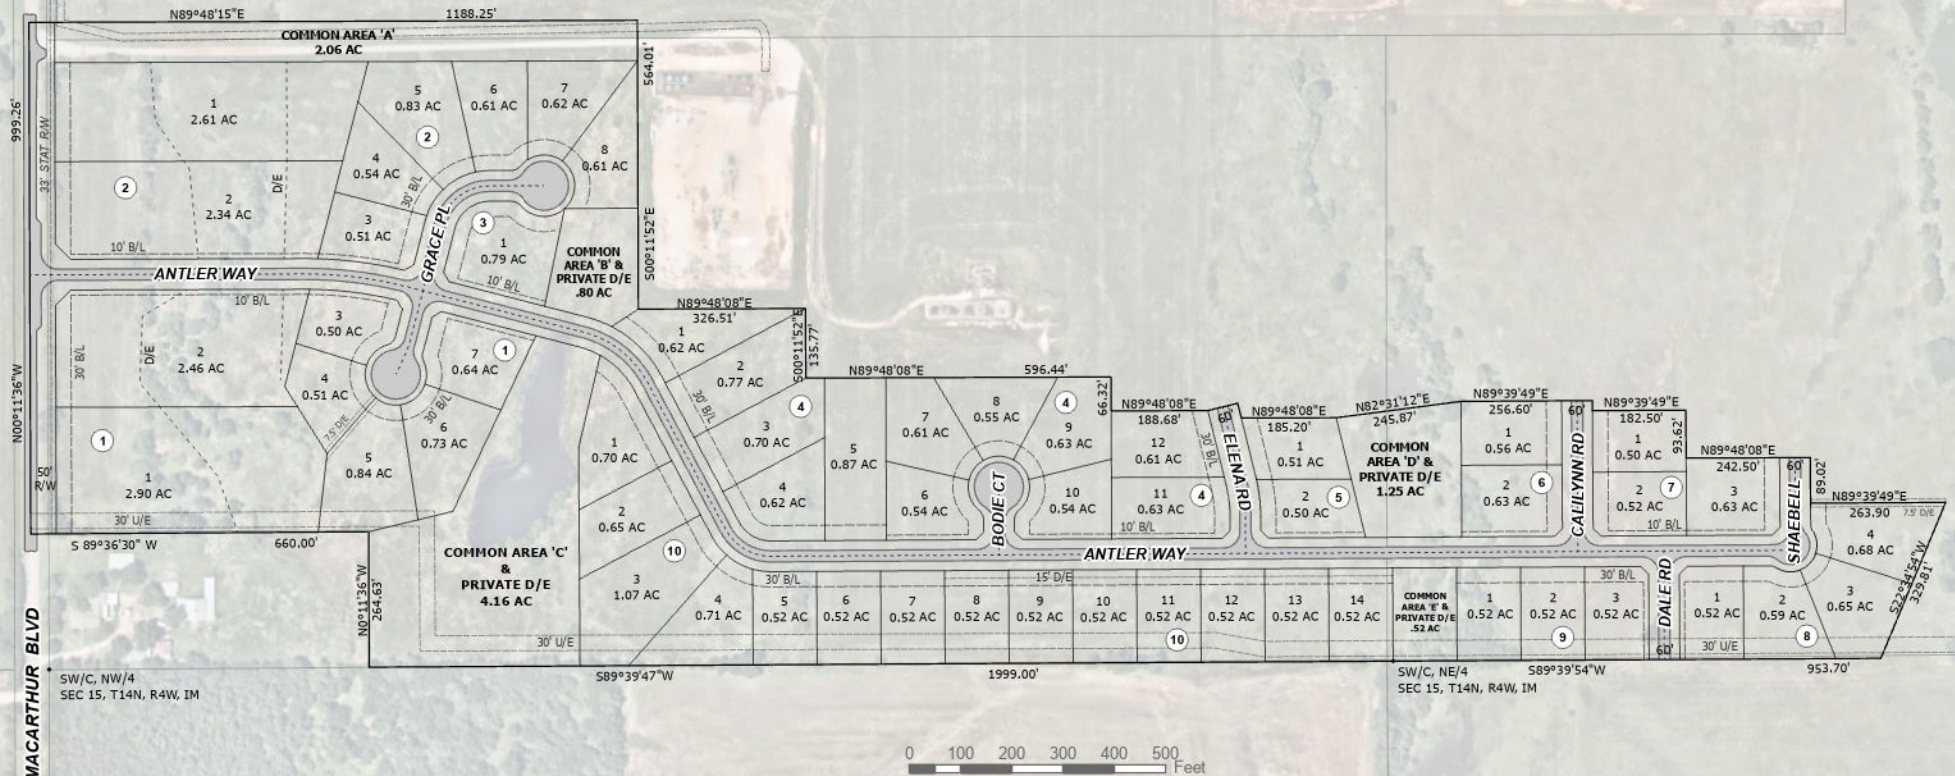 N89°48'15"E
1188.25'
COMMON AREA 'A'
2.06 AC
564.01'
999.26'
33' STAT R/W
1
2.61 AC
5
0.83 AC
6
0.61 AC
7
0.62 AC
2
4
0.54 AC
8
0.61 AC
2
2
2.34 AC
D/E
30' B/L
3
0.51 AC
GRACE PL
3
1
0.79 AC
COMMON
AREA 'B' &
PRIVATE D/E
.80 AC
S00°11'52"E
10' B/L
ANTLER WAY
10' B/L
10' B/L
N89°48'08"E
326.51'
S00°11'52"E
135.77'
3
0.50 AC
1
0.62 AC
30' B/L
D/E
2
2.46 AC
7
0.64 AC
1
2
0.77 AC
N89°48'08"E
596.44'
66.32'
N00°11'36"W
4
0.51 AC
30' B/L
30' B/L
4
7
0.61 AC
8
0.55 AC
4
9
0.63 AC
N89°48'08"E
188.68'
60'
N89°48'08"E
185.20'
N82°31'12"E
245.87'
N89°39'49"E
256.60'
60'
N89°39'49"E
182.50'
93.62'
7.5' D/E
6
0.73 AC
3
0.70 AC
1
5
0.84 AC
1
0.70 AC
5
0.87 AC
12
0.61 AC
30' B/L
ELENA RD
1
0.51 AC
COMMON
AREA 'D' &
PRIVATE D/E
1.25 AC
1
0.56 AC
CAILIYNN RD
1
0.50 AC
N89°48'08"E
242.50'
60'
89.02'
1
2.90 AC
50'
R/W
4
0.62 AC
6
0.54 AC
BODIE CT
10
0.54 AC
11
0.63 AC
4
2
0.50 AC
5
2
0.63 AC
6
2
0.52 AC
7
3
0.63 AC
SHAEBELL
N89°39'49"E
263.90
7.5' D/E
30' U/E
2
0.65 AC
10' B/L
10' B/L
S 89°36'30" W
660.00'
COMMON AREA 'C'
&
PRIVATE D/E
4.16 AC
10
ANTLER WAY
4
0.68 AC
S22°34'54"W
329.81'
N0°11'36"W
264.63'
3
1.07 AC
30' B/L
15' D/E
30' B/L
4
0.71 AC
5
0.52 AC
6
0.52 AC
7
0.52 AC
8
0.52 AC
9
0.52 AC
10
0.52 AC
11
0.52 AC
12
0.52 AC
13
0.52 AC
14
0.52 AC
COMMON
AREA 'E' &
PRIVATE D/E
.52 AC
1
0.52 AC
2
0.52 AC
3
0.52 AC
DALE RD
1
0.52 AC
2
0.59 AC
3
0.65 AC
30' U/E
10
9
60'
30' U/E
8
MACARTHUR BLVD
SW/C, NW/4
SEC 15, T14N, R4W, IM
S89°39'47"W
1999.00'
SW/C, NE/4
SEC 15, T14N, R4W, IM
S89°39'54"W
953.70'
0 100 200 300 400 500
Feet